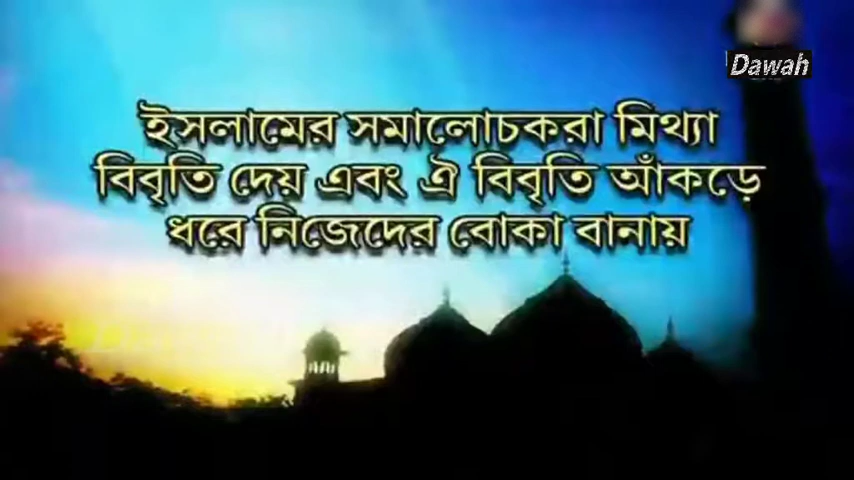 Dawah
ইসলামের সমালোচকরা মিথ্যা
বিবৃতি দেয় এবং ঐ বিবৃতি আঁকড়ে
ধরে নিজেদের বোকা বানায়